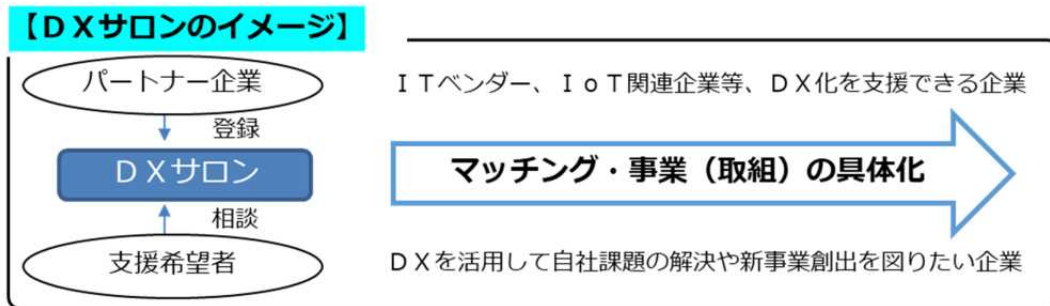 【ＤＸサロンのイメージ】
パートナー企業
ＩＴベンダー、ＩｏＴ関連企業等、ＤＸ化を支援できる企業
登録
ＤＸサロン
マッチング・事業（取組）の具体化
相談
支援希望者
ＤＸを活用して自社課題の解決や新事業創出を図りたい企業